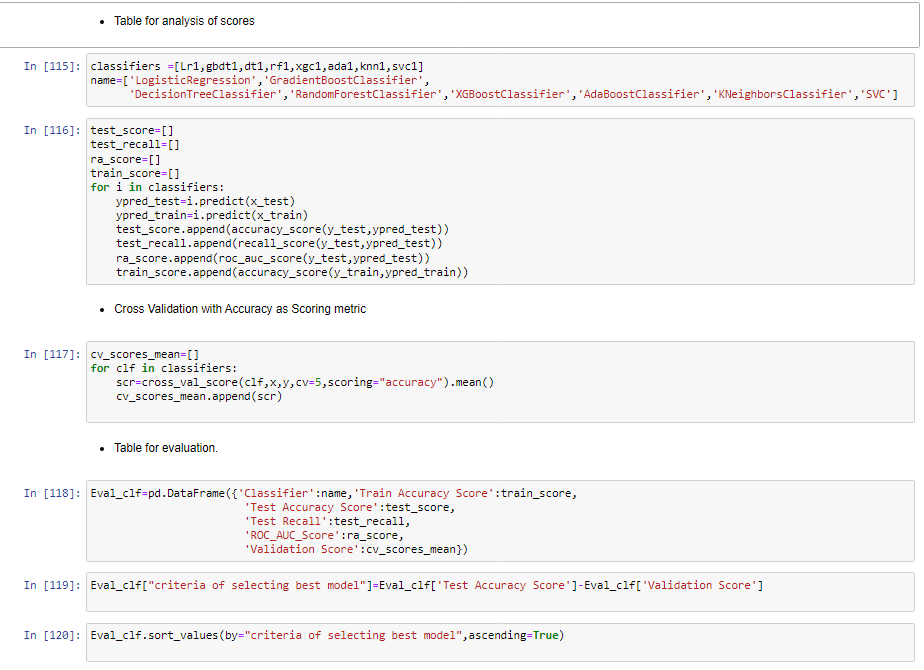 • Table for analysis of scores
In [115]: classifiers =[Lr1,gbdt1,dt1,rf1,xgc1,ada1,knn1,svc1]
name=['LogisticRegression','GradientBoostClassifier',
'DecisionTreeClassifier','RandomForestClassifier','XGBoostClassifier','AdaBoostClassifier','KNeighborsClassifier','SVC']
In [116]: test_score=[]
test_recall=[]
ra_score=[]
train_score=[]
for i in classifiers:
    ypred_test=i.predict(x_test)
    ypred_train=i.predict(x_train)
    test_score.append(accuracy_score(y_test,ypred_test))
    test_recall.append(recall_score(y_test,ypred_test))
    ra_score.append(roc_auc_score(y_test,ypred_test))
    train_score.append(accuracy_score(y_train,ypred_train))
• Cross Validation with Accuracy as Scoring metric
In [117]: cv_scores_mean=[]
for clf in classifiers:
    scr=cross_val_score(clf,x,y,cv=5,scoring="accuracy").mean()
    cv_scores_mean.append(scr)
• Table for evaluation.
In [118]: Eval_clf=pd.DataFrame({'Classifier':name,'Train Accuracy Score':train_score,
'Test Accuracy Score':test_score,
'Test Recall':test_recall,
'ROC_AUC_Score':ra_score,
'Validation Score':cv_scores_mean})
In [119]: Eval_clf["criteria of selecting best model"]=Eval_clf['Test Accuracy Score']-Eval_clf['Validation Score']
In [120]: Eval_clf.sort_values(by="criteria of selecting best model",ascending=True)